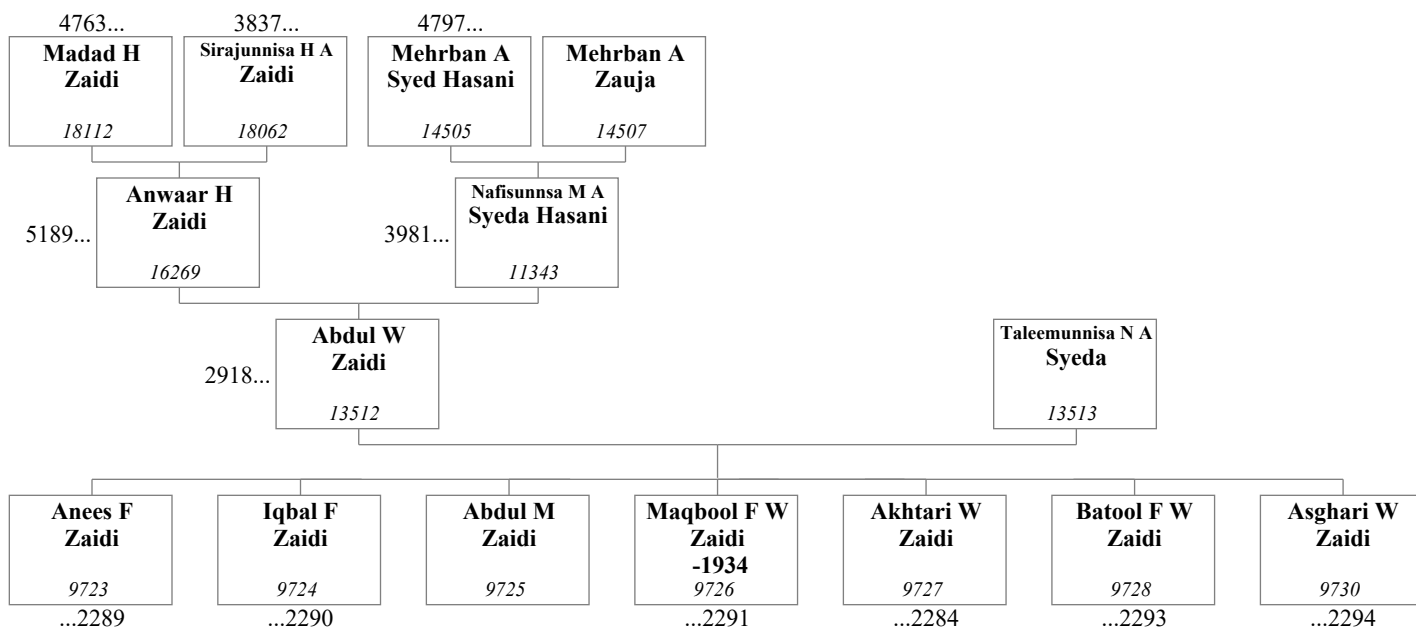 4763...
3837...
4797...
Madad H
Zaidi
18112
Sirajunnisa H A
Zaidi
18062
Mehrban A
Syed Hasani
14505
Mehrban A
Zauja
14507
5189...
Anwaar H
Zaidi
16269
3981...
Nafisunnsa M A
Syeda Hasani
11343
2918...
Abdul W
Zaidi
13512
Taleemunnisa N A
Syeda
13513
Anees F
Zaidi
9723
...2289
Iqbal F
Zaidi
9724
...2290
Abdul M
Zaidi
9725
Maqbool F W
Zaidi
-1934
9726
...2291
Akhtari W
Zaidi
9727
...2284
Batool F W
Zaidi
9728
...2293
Asghari W
Zaidi
9730
...2294